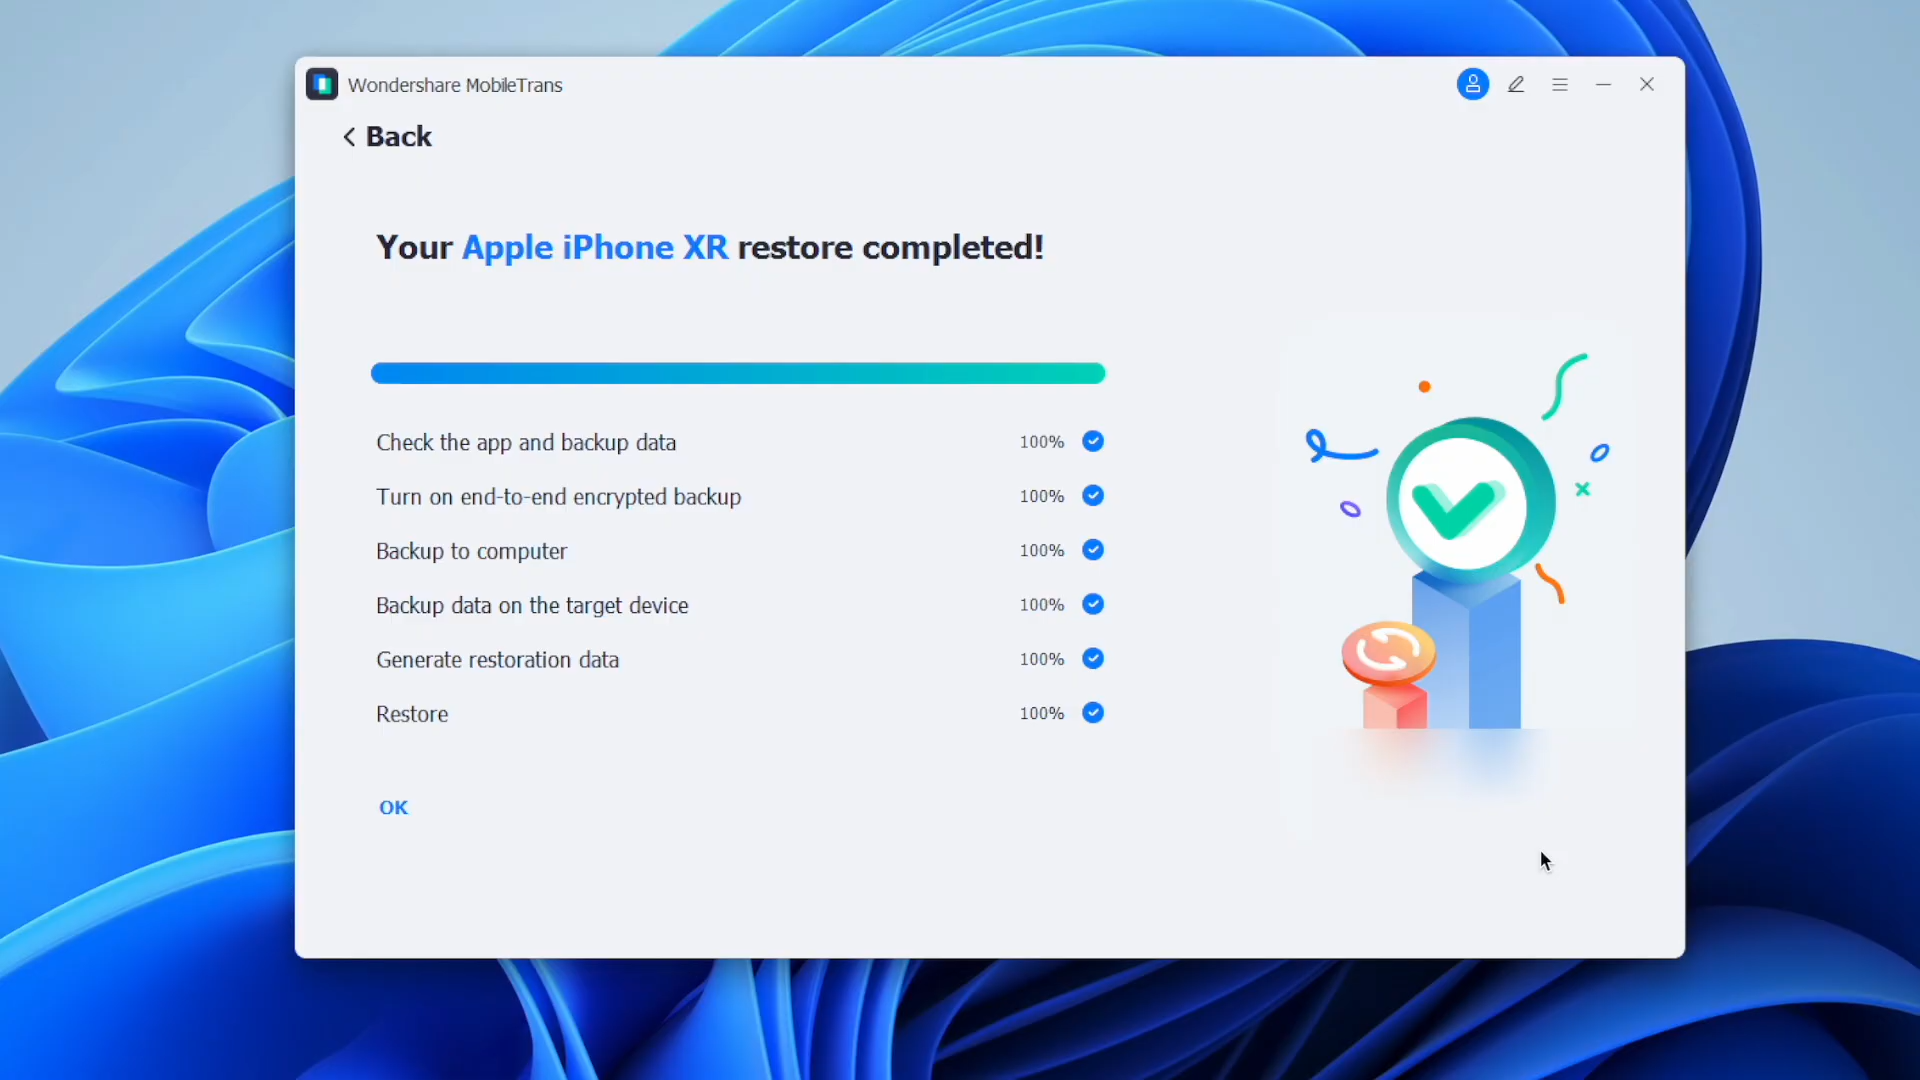 Wondershare MobileTrans
Back
Your Apple iPhone XR restore completed!
Check the app and backup data 100%
Turn on end-to-end encrypted backup 100%
Backup to computer 100%
Backup data on the target device 100%
Generate restoration data 100%
Restore 100%
OK